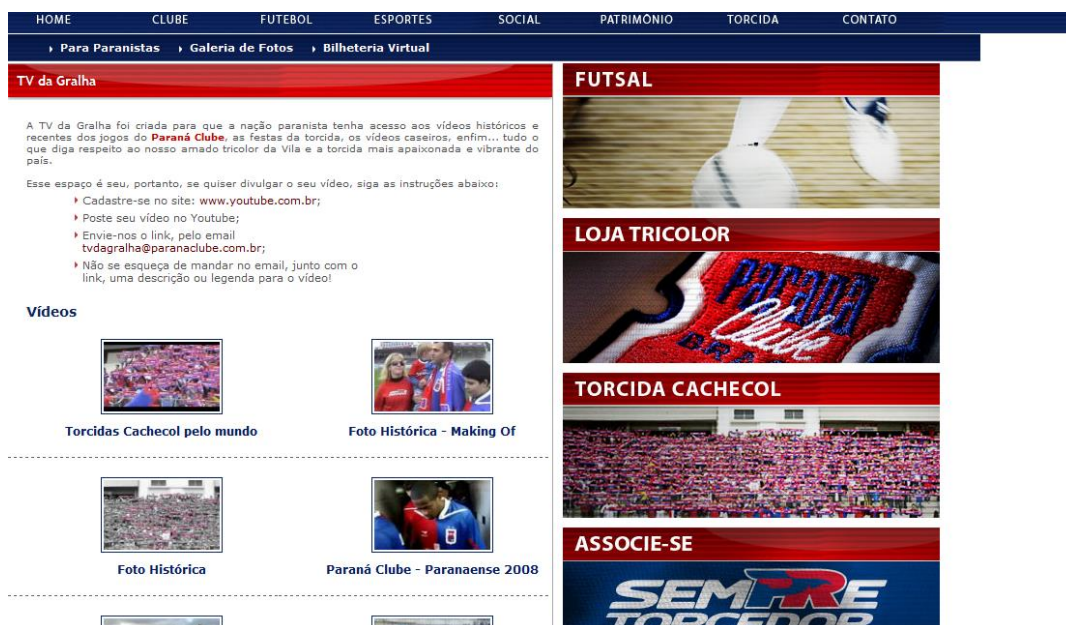 HOME CLUBE FUTEBOL ESPORTES SOCIAL PATRIMÔNIO TORCIDA CONTATO
Para Paranistas Galeria de Fotos Bilheteria Virtual
TV da Gralha
A TV da Gralha foi criada para que a nação paranista tenha acesso aos vídeos históricos e
recentes dos jogos do Paraná Clube, as festas da torcida, os vídeos caseiros, enfim... tudo o
que diga respeito ao nosso amado tricolor da Vila e a torcida mais apaixonada e vibrante do
país.
Esse espaço é seu, portanto, se quiser divulgar o seu vídeo, siga as instruções abaixo:
Cadastre-se no site: www.youtube.com.br;
Poste seu vídeo no Youtube;
Envie-nos o link, pelo email
tvdagralha@paranaclube.com.br;
Não se esqueça de mandar no email, junto com o
link, uma descrição ou legenda para o vídeo!
Vídeos
Torcidas Cachecol pelo mundo
Foto Histórica - Making Of
Foto Histórica
Paraná Clube - Paranaense 2008
FUTSAL
LOJA TRICOLOR
Paraná
Clube
BRA
TORCIDA CACHECOL
ASSOCIE-SE
SEMPRE
TORCEDOR